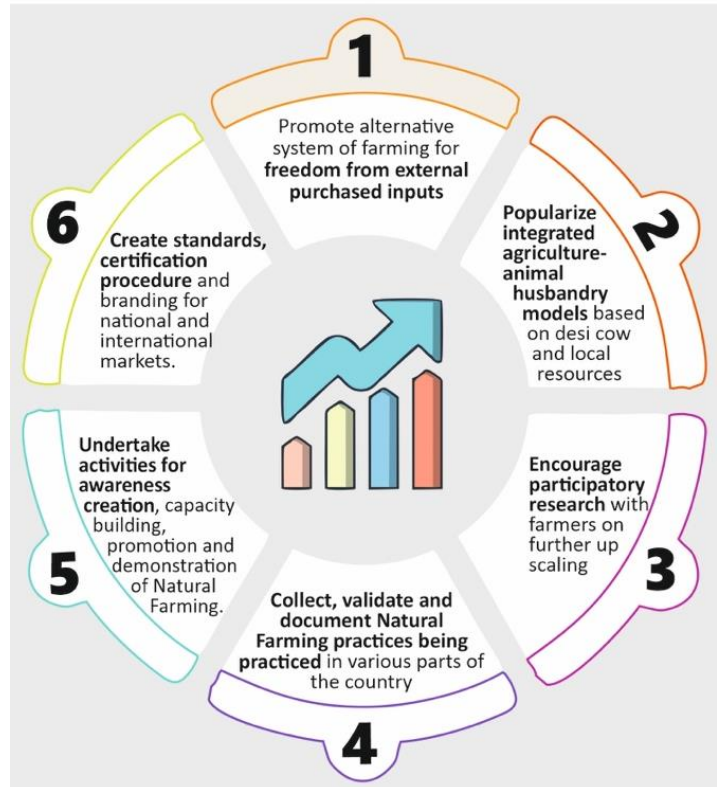 1
Promote alternative
system of farming for
freedom from external
purchased inputs
2
Popularize
integrated
agriculture-
animal
husbandry
models based
on desi cow
and local
resources
3
Encourage
participatory
research with
farmers on
further up
scaling
4
Collect, validate and
document Natural
Farming practices being
practiced in various parts of
the country
5
Undertake
activities for
awareness
creation, capacity
building,
promotion and
demonstration
of Natural
Farming.
6
Create standards,
certification
procedure and
branding for
national and
international
markets.